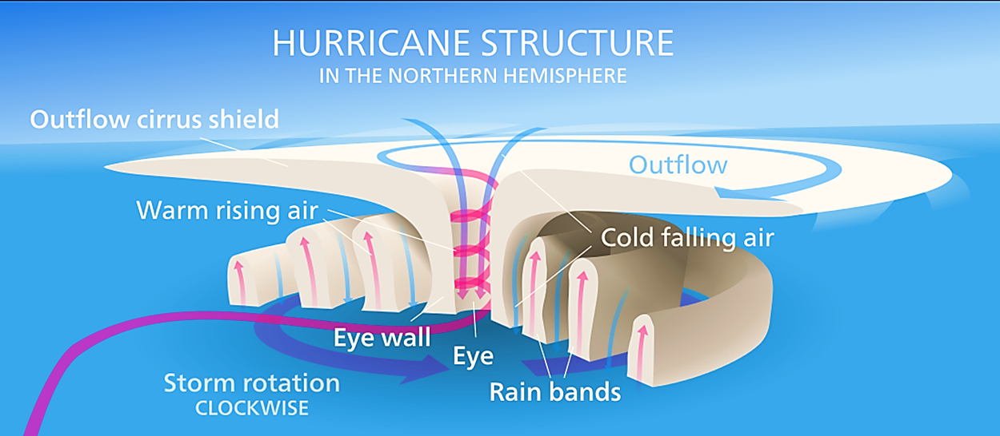 HURRICANE STRUCTURE
IN THE NORTHERN HEMISPHERE
Outflow cirrus shield
Outflow
Warm rising air
Cold falling air
Eye wall
Eye
Storm rotation
CLOCKWISE
Rain bands